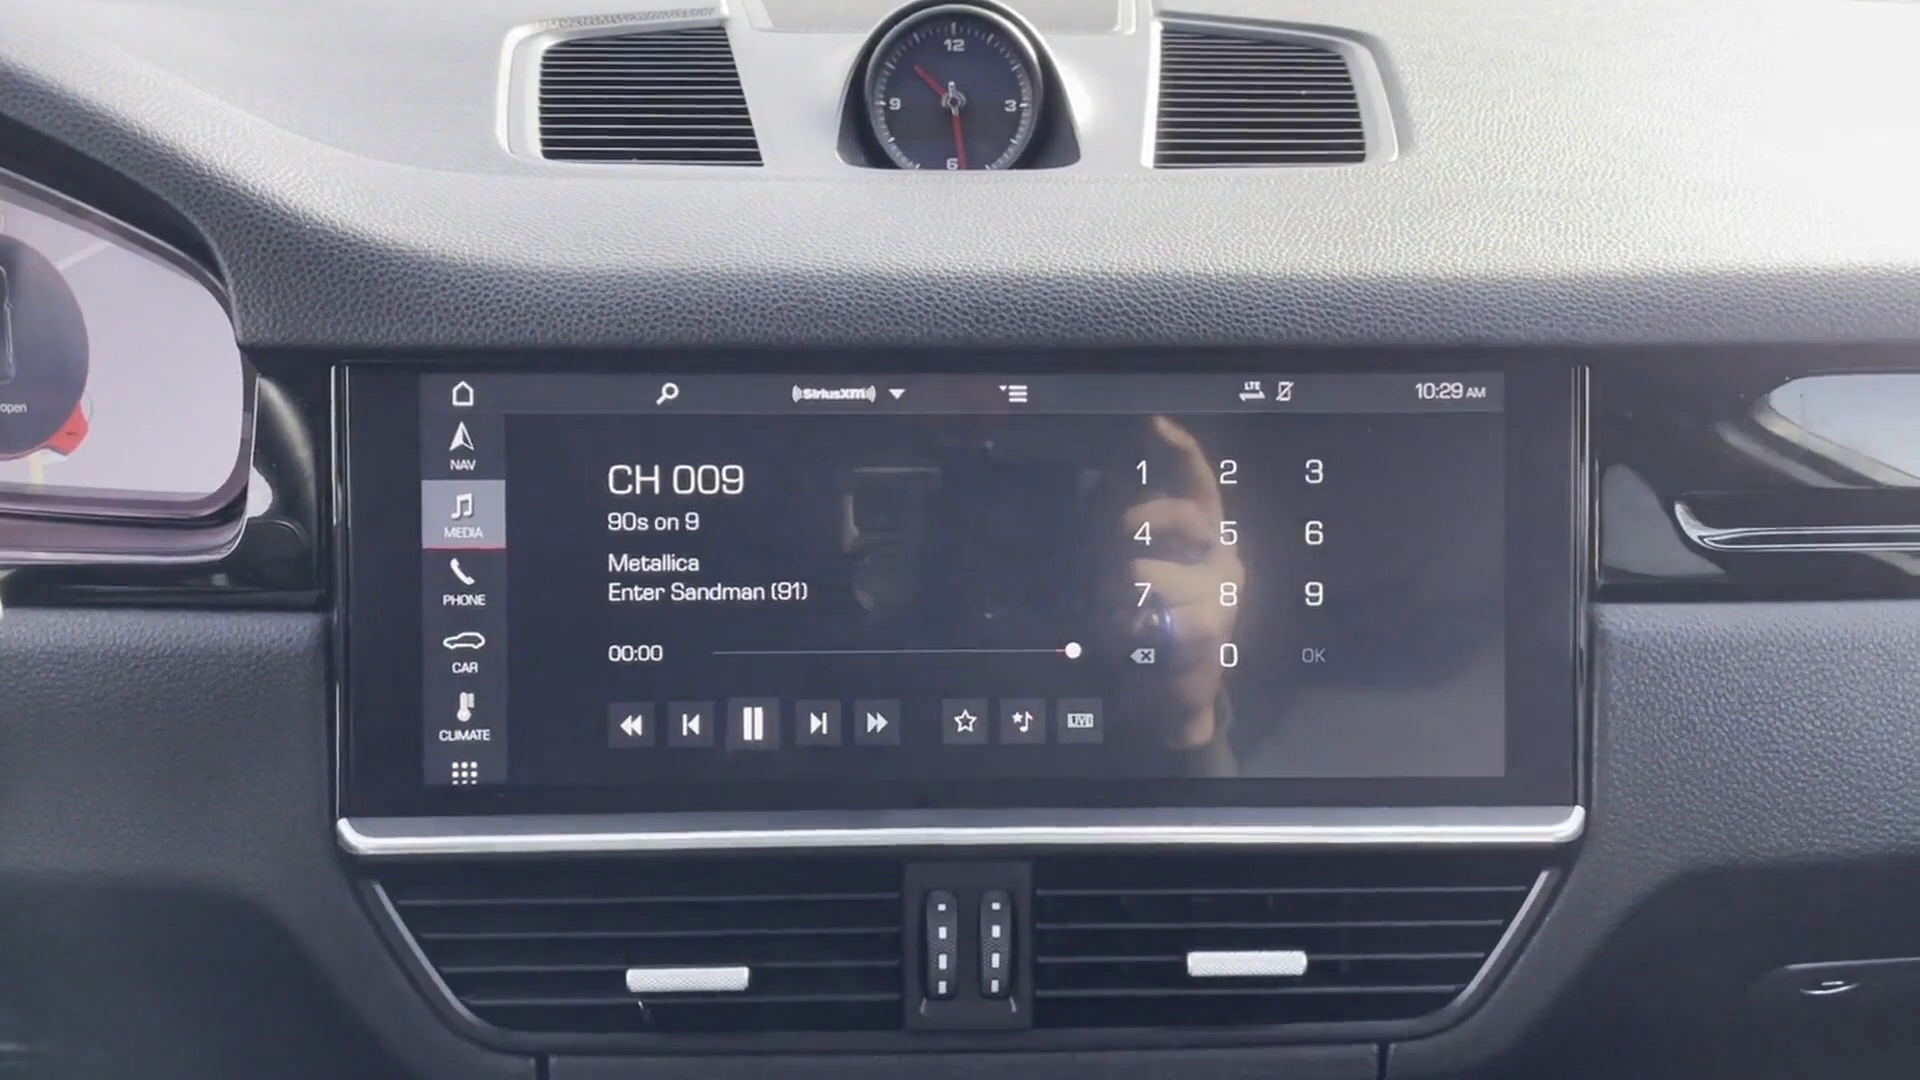 12
9
3
6
open
SiriusXM
LTE
10:29 AM
NAV
MEDIA
PHONE
CAR
CLIMATE
CH 009
90s on 9
Metallica
Enter Sandman (91)
00:00
LIVE
1 2 3
4 5 6
7 8 9
0 OK